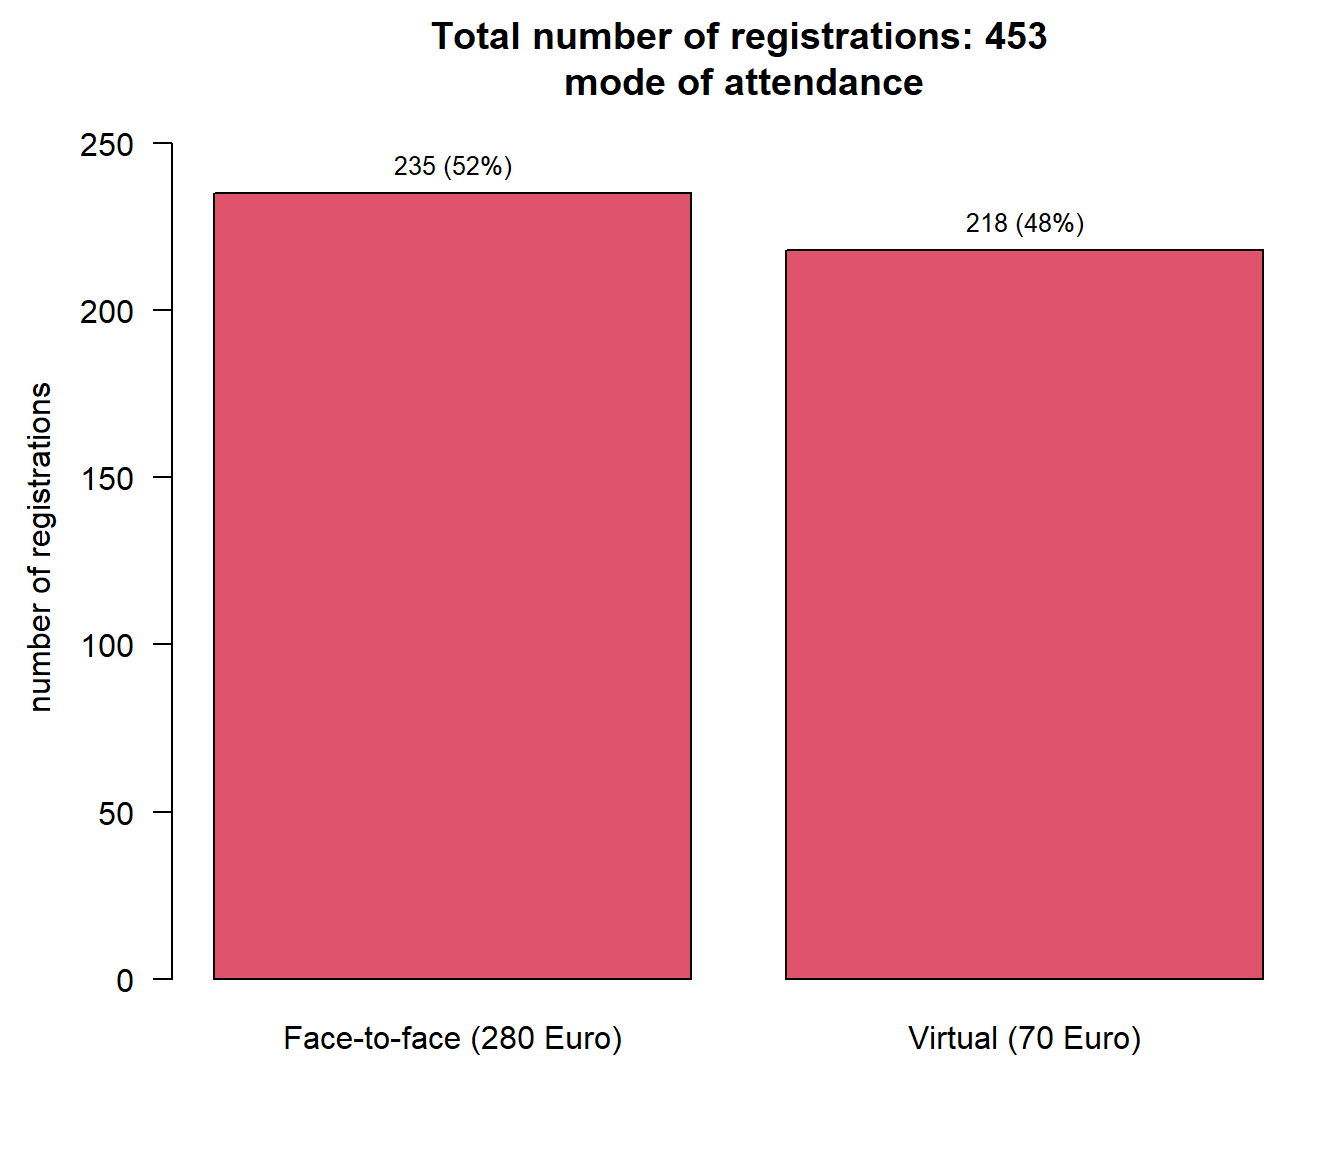 Total number of registrations: 453
mode of attendance
250
200
150
100
50
0
number of registrations
235 (52%)
218 (48%)
Face-to-face (280 Euro)
Virtual (70 Euro)